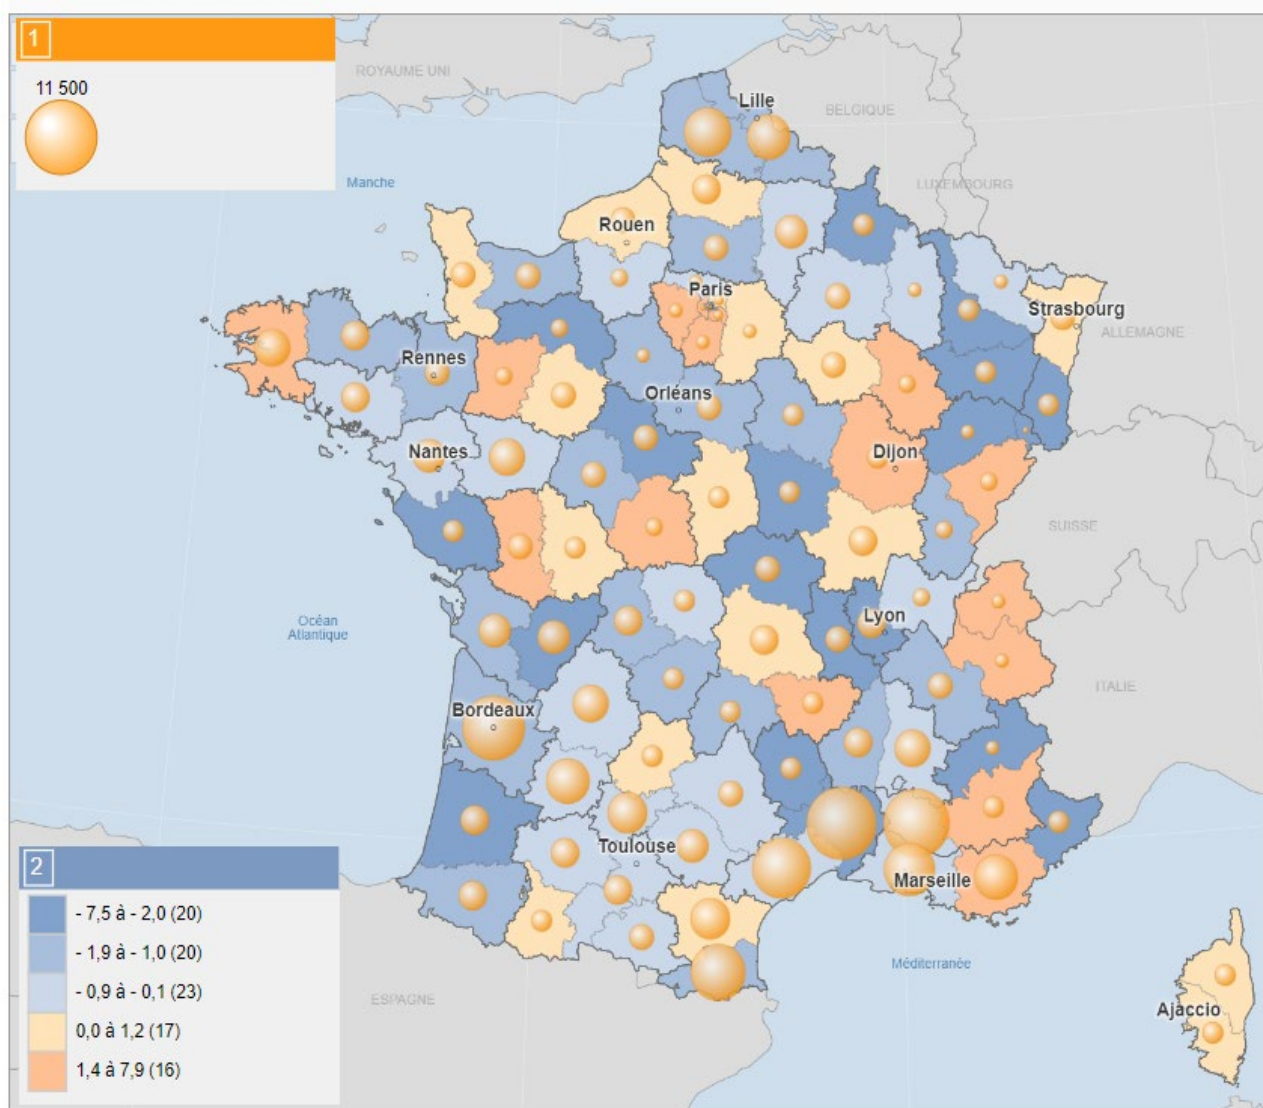 1
11 500
ROYAUME UNI
Lille
BELGIQUE
Manche
LUXEMBOURG
Rouen
Paris
Strasbourg
ALLEMAGNE
Rennes
Orléans
Nantes
Dijon
SUISSE
Océan
Atlantique
Lyon
ITALIE
Bordeaux
Toulouse
Marseille
2
- 7,5 à - 2,0 (20)
- 1,9 à - 1,0 (20)
- 0,9 à - 0,1 (23)
0,0 à 1,2 (17)
1,4 à 7,9 (16)
Méditerranée
ESPAGNE
Ajaccio